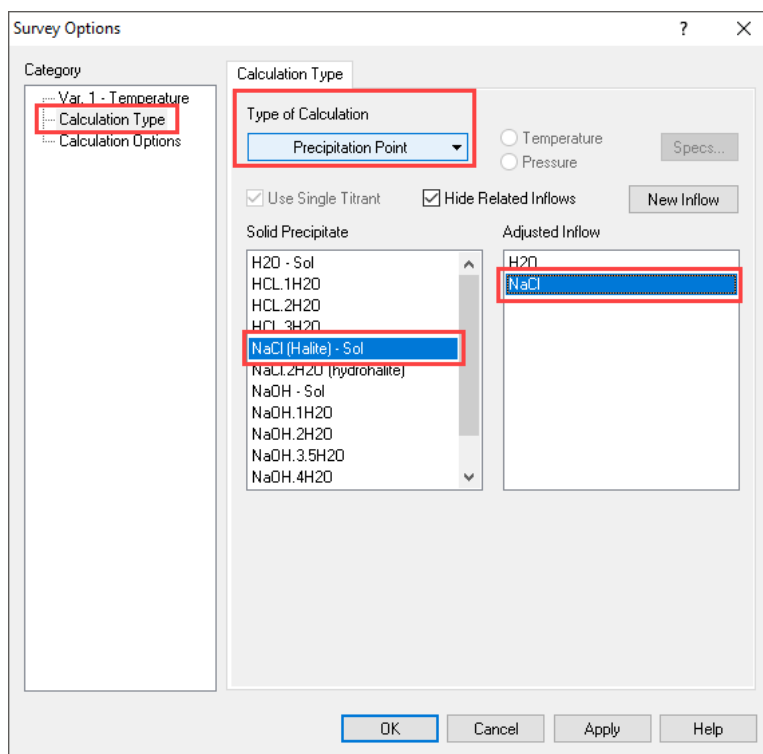 Survey Options
?
Category
Var. 1 - Temperature
Calculation Type
Calculation Options
Calculation Type
Type of Calculation
Precipitation Point
Temperature
Pressure
Specs...
Use Single Titrant
Hide Related Inflows
New Inflow
Solid Precipitate
H2O - Sol
HCL.1H2O
HCL.2H2O
HCL.3H2O
NaCl (Halite) - Sol
NaCl.2H2O (hydrohalite)
NaOH - Sol
NaOH.1H2O
NaOH.2H2O
NaOH.3.5H2O
NaOH.4H2O
Adjusted Inflow
H2O
NaCl
OK
Cancel
Apply
Help